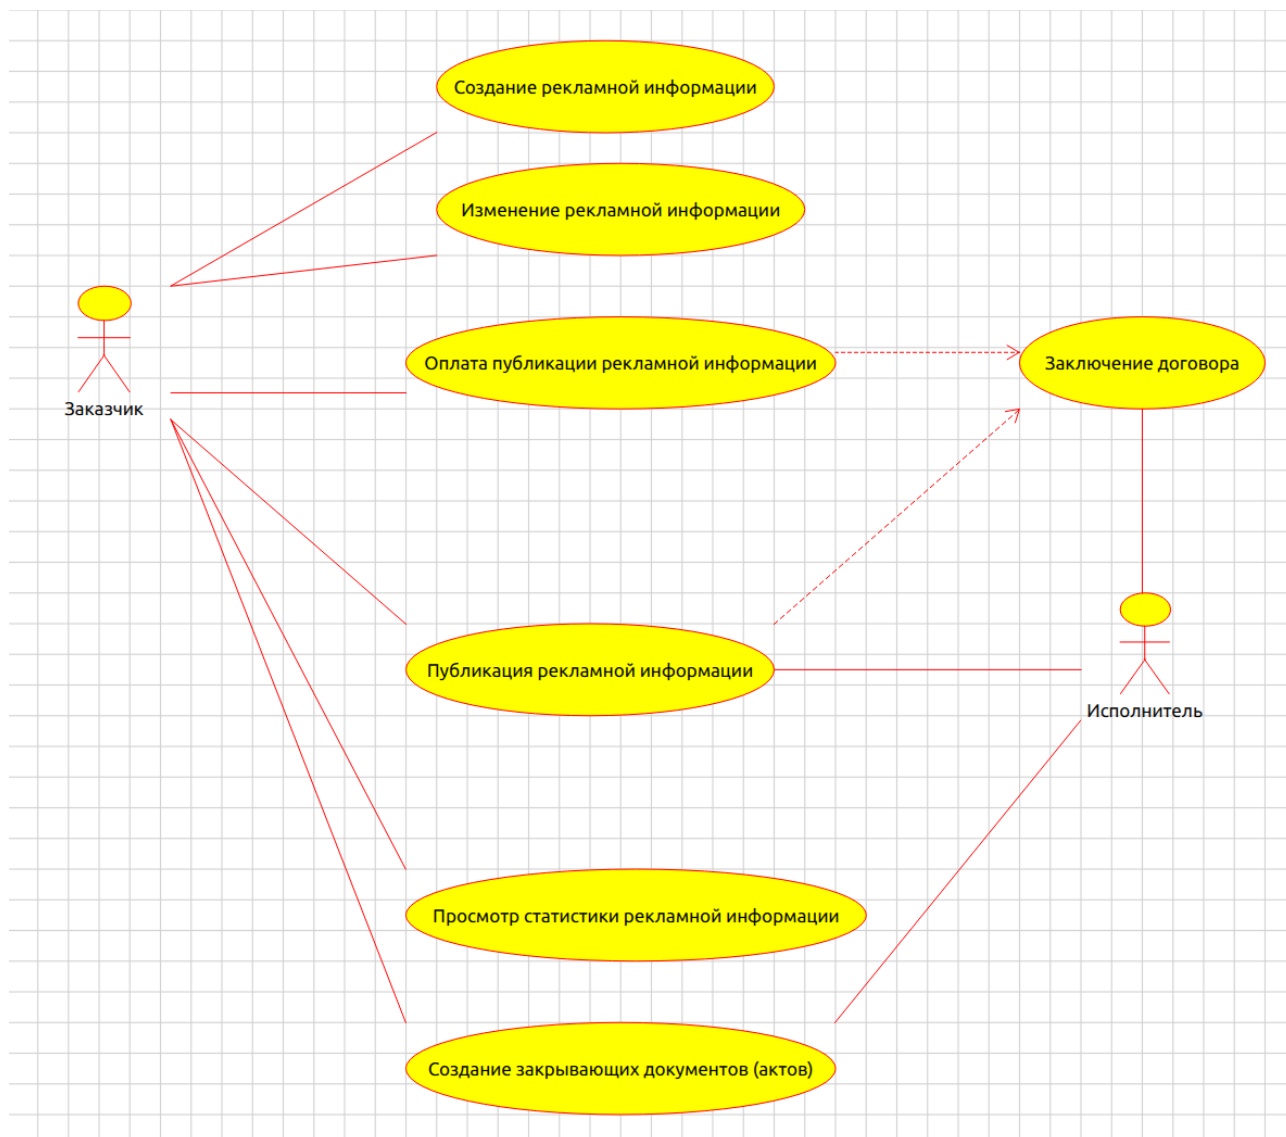 Создание рекламной информации
Изменение рекламной информации
Оплата публикации рекламной информации
Заключение договора
Заказчик
Публикация рекламной информации
Исполнитель
Просмотр статистики рекламной информации
Создание закрывающих документов (актов)